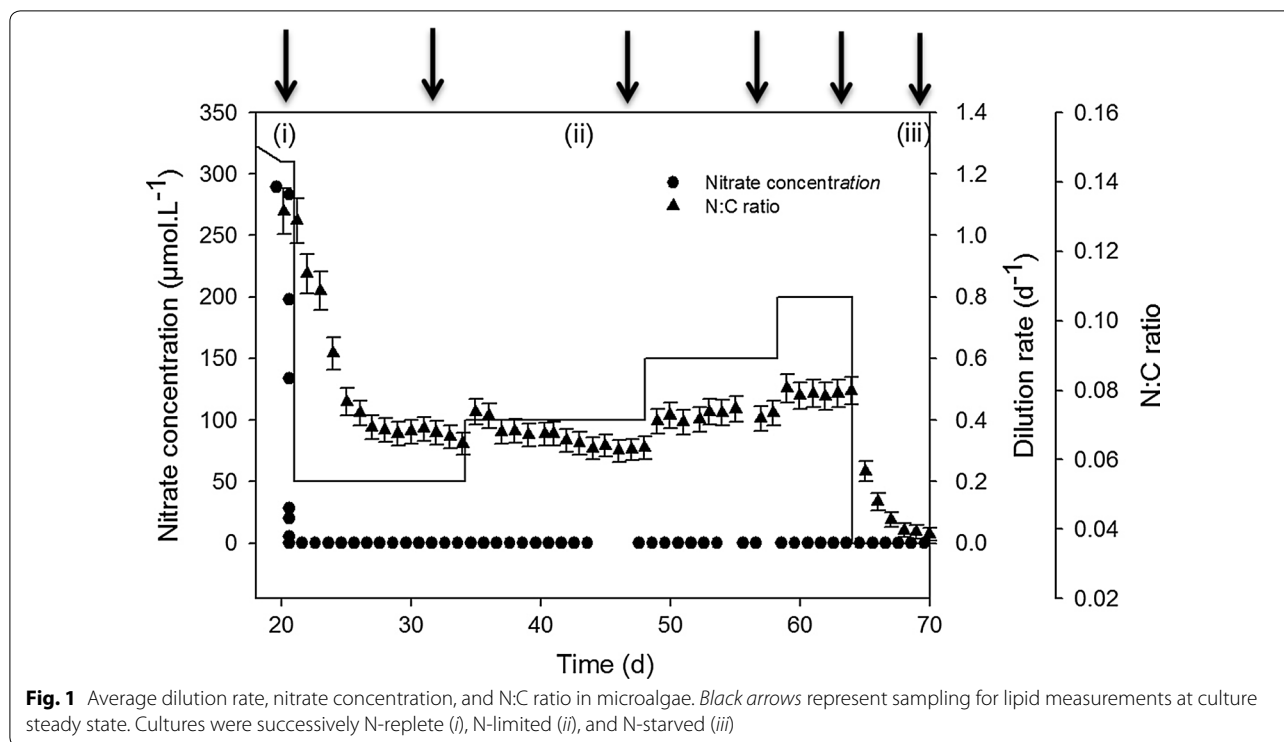 (i)
(ii)
(iii)
Nitrate concentration
N:C ratio
350
300
250
200
150
100
50
0
Nitrate concentration (µmol.L⁻¹)
1.4
1.2
1.0
0.8
0.6
0.4
0.2
0.0
Dilution rate (d⁻¹)
0.16
0.14
0.12
0.10
0.08
0.06
0.04
0.02
N:C ratio
20
30
40
50
60
70
Time (d)
Fig. 1 Average dilution rate, nitrate concentration, and N:C ratio in microalgae. Black arrows represent sampling for lipid measurements at culture
steady state. Cultures were successively N-replete (i), N-limited (ii), and N-starved (iii)